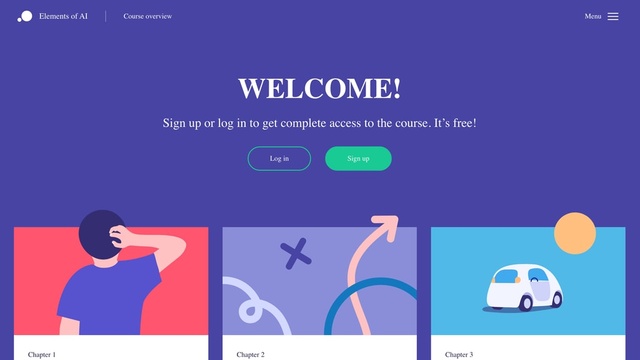 Elements of AI
Course overview
Menu
WELCOME!
Sign up or log in to get complete access to the course. It’s free!
Log in
Sign up
Chapter 1
Chapter 2
Chapter 3